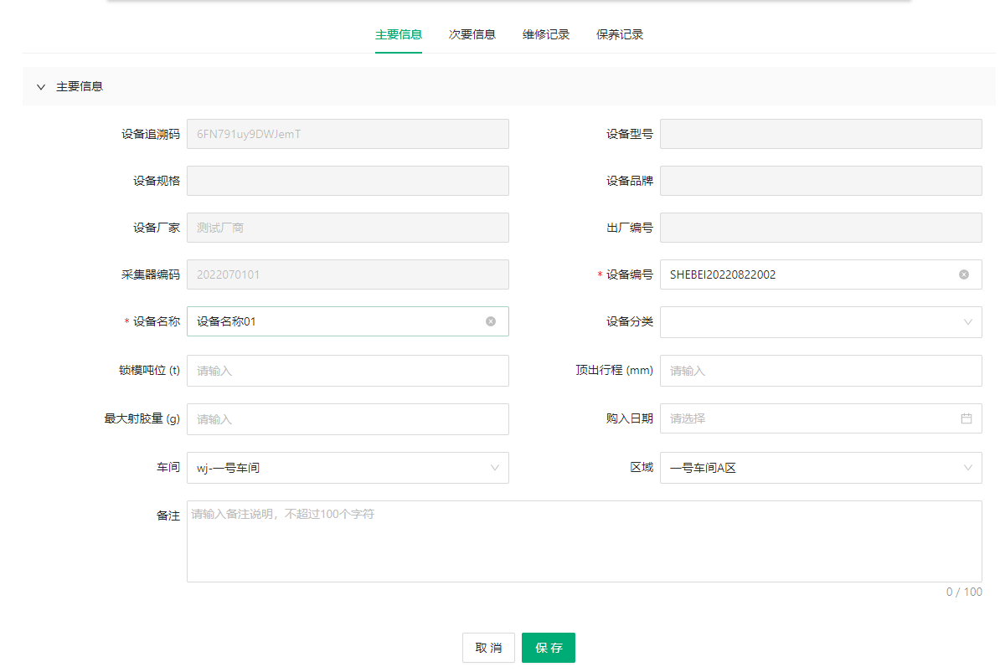 主要信息 次要信息 维修记录 保养记录
主要信息
设备追溯码 6FN791uy9DWJemT 设备型号
设备规格 设备品牌
设备厂家 测试厂商 出厂编号
采集器编码 2022070101 * 设备编号 SHEBEI20220822002
* 设备名称 设备名称01 设备分类
锁模吨位 (t) 请输入 顶出行程 (mm) 请输入
最大射胶量 (g) 请输入 购入日期 请选择
车间 wj-一号车间 区域 一号车间A区
备注 请输入备注说明，不超过100个字符
0 / 100
取 消 保 存